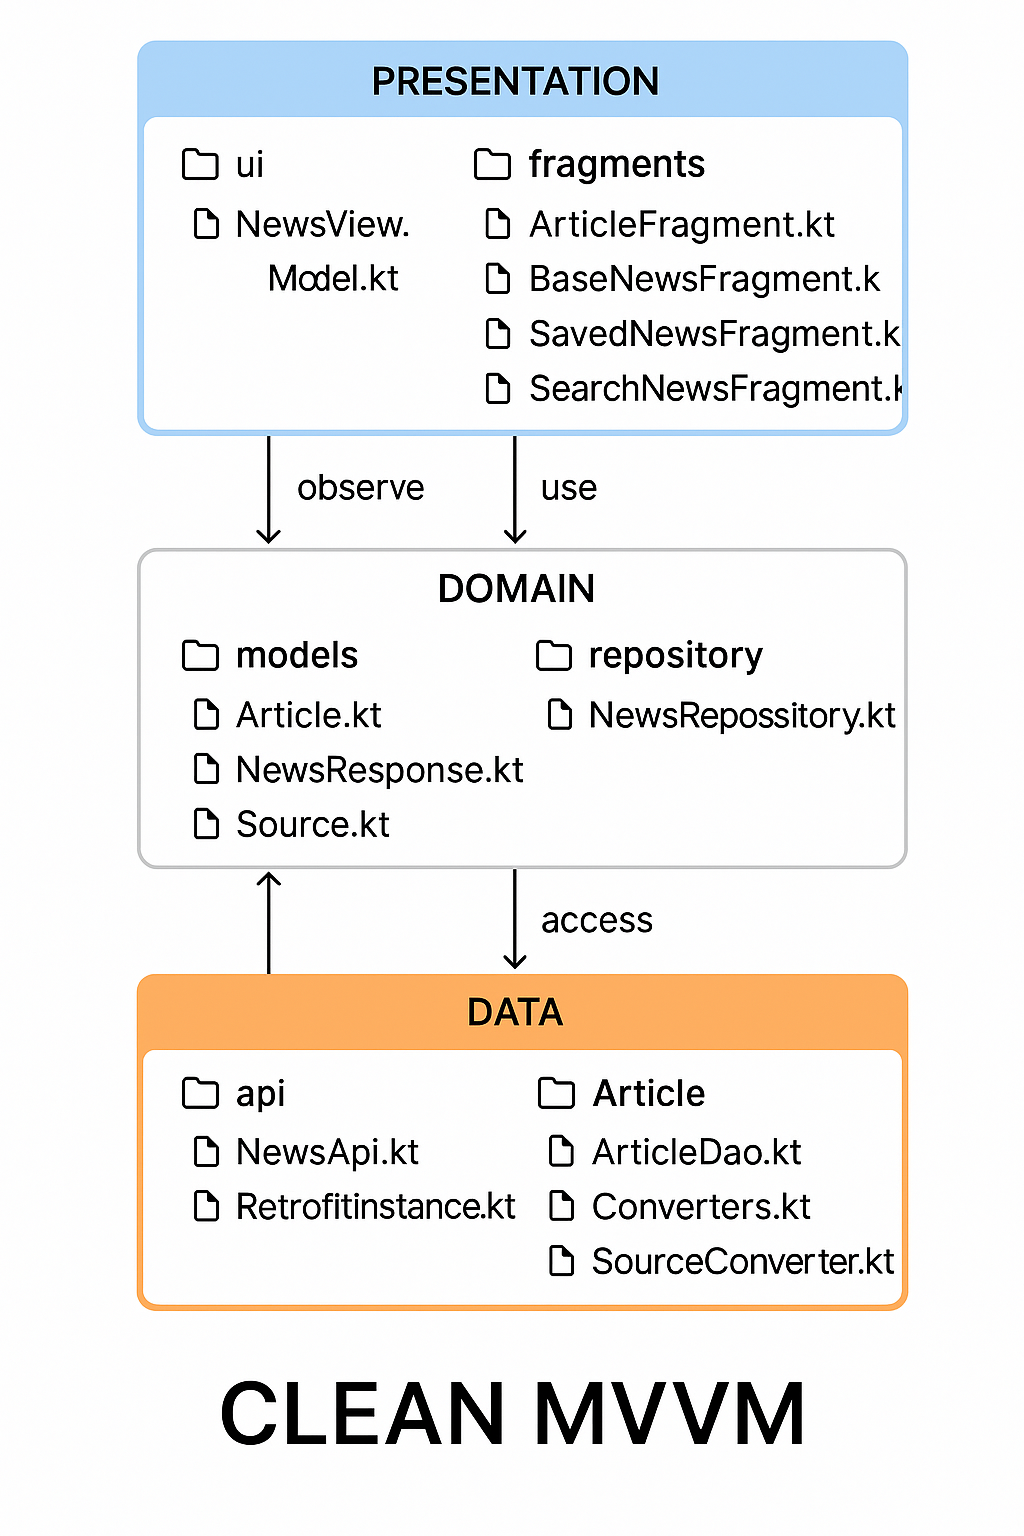 PRESENTATION
ui
NewsView.
Model.kt
fragments
ArticleFragment.kt
BaseNewsFragment.k
SavedNewsFragment.k
SearchNewsFragment.k
observe
use
DOMAIN
models
Article.kt
NewsResponse.kt
Source.kt
repository
NewsRepossitory.kt
access
DATA
api
NewsApi.kt
Retrofitinstance.kt
Article
ArticleDao.kt
Converters.kt
SourceConverter.kt
CLEAN MVVM